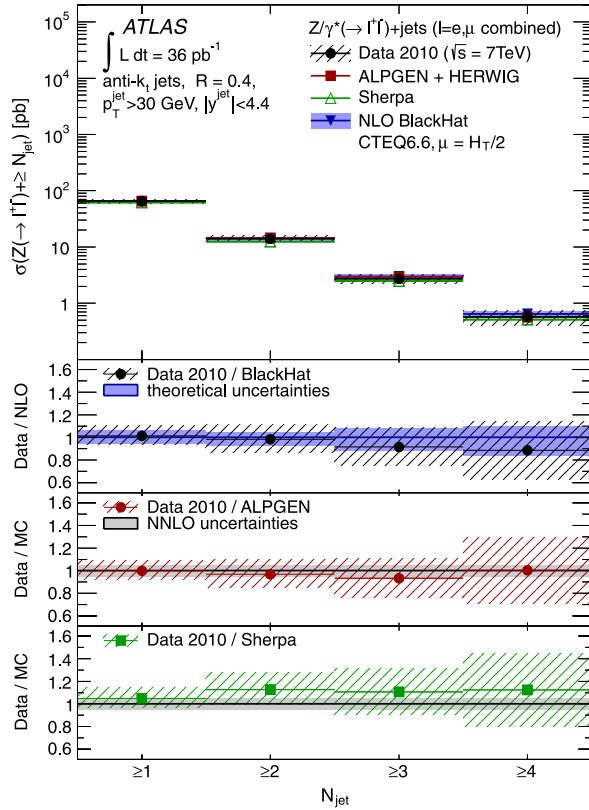 ATLAS
∫ L dt = 36 pb⁻¹
anti-kₜ jets, R = 0.4,
p_T^jet>30 GeV, |y^jet|<4.4
Z/γ*(→ l⁺l⁻)+jets (l=e,μ combined)
Data 2010 (√s = 7TeV)
ALPGEN + HERWIG
Sherpa
NLO BlackHat
CTEQ6.6, μ = H_T/2
σ(Z(→ l⁺l⁻)+≥ N_jet) [pb]
10⁵
10⁴
10³
10²
10
1
Data 2010 / BlackHat
theoretical uncertainties
Data / NLO
1.6
1.4
1.2
1.0
0.8
0.6
Data 2010 / ALPGEN
NNLO uncertainties
Data / MC
1.6
1.4
1.2
1
0.8
0.6
Data 2010 / Sherpa
Data / MC
1.6
1.4
1.2
1
0.8
0.6
≥1 ≥2 ≥3 ≥4
N_jet